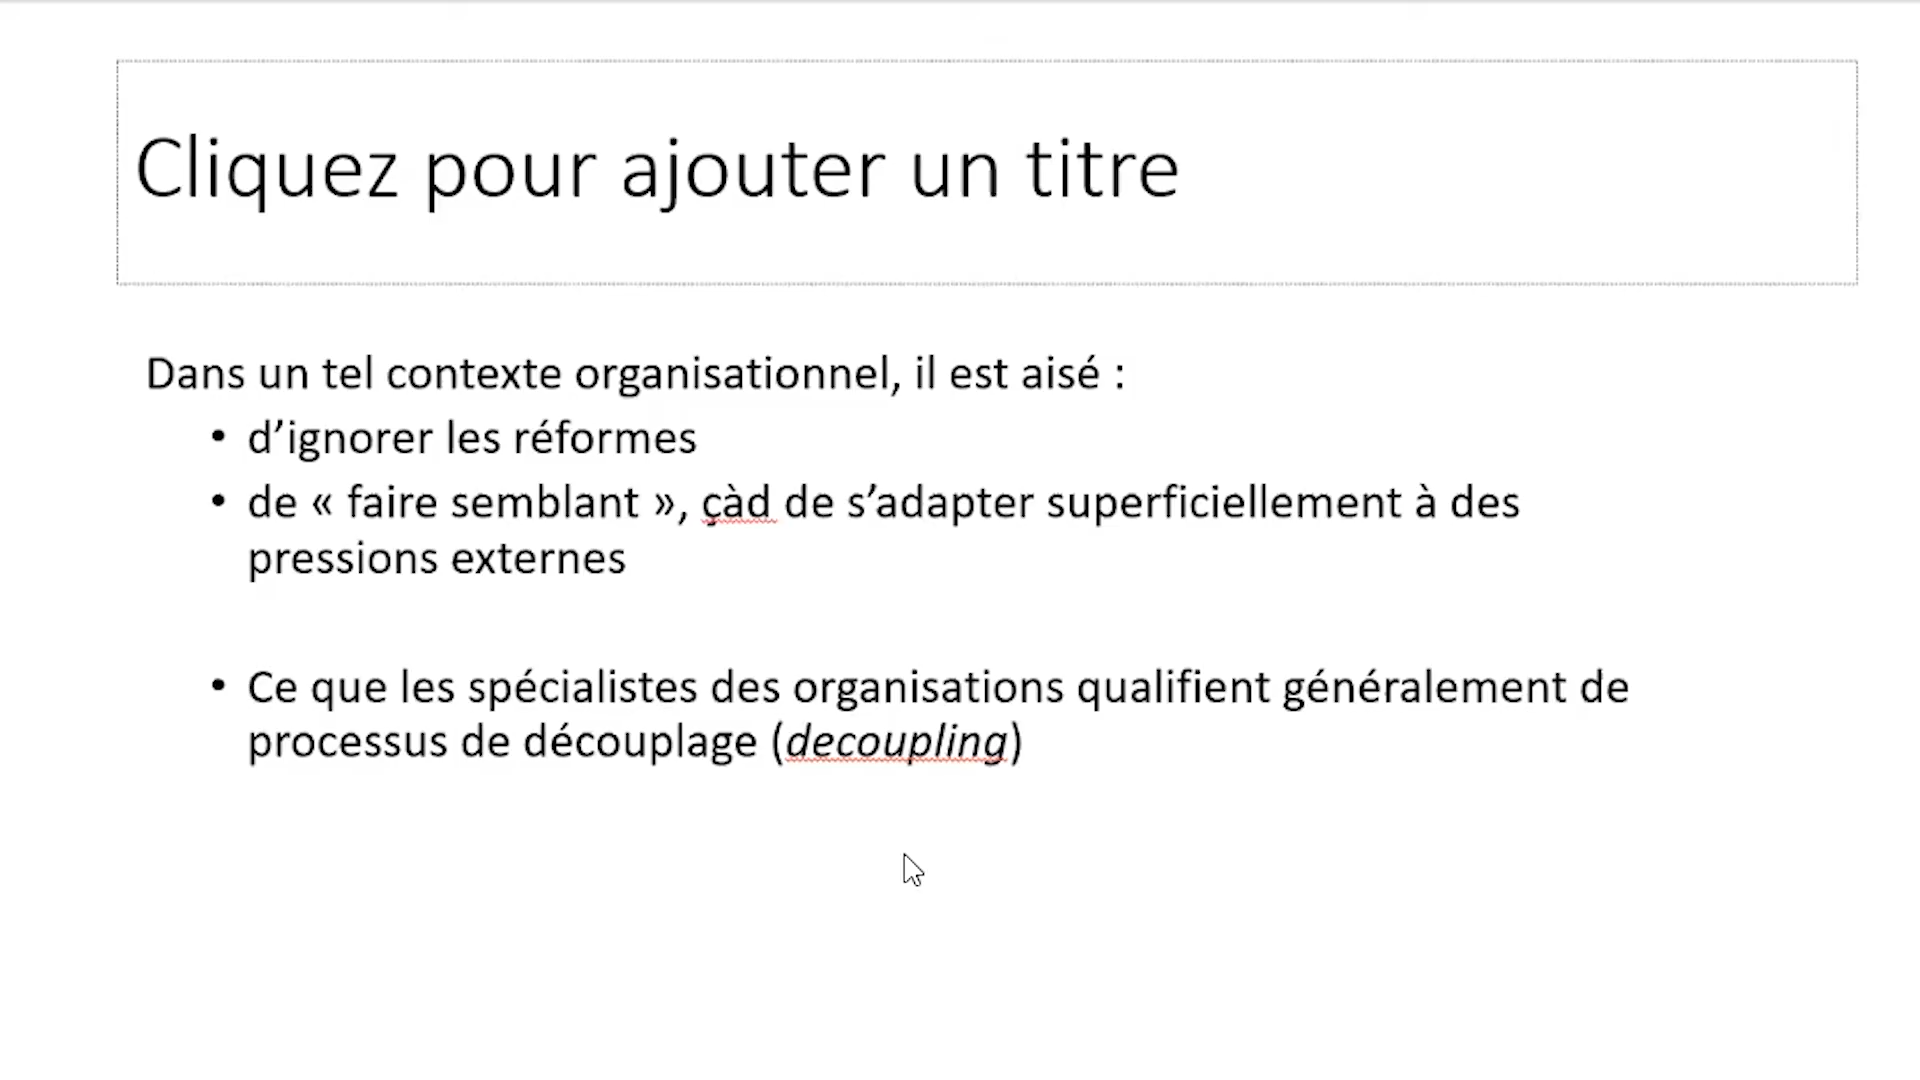 Cliquez pour ajouter un titre
Dans un tel contexte organisationnel, il est aisé :
• d’ignorer les réformes
• de « faire semblant », çàd de s’adapter superficiellement à des
pressions externes
• Ce que les spécialistes des organisations qualifient généralement de
processus de découplage (decoupling)